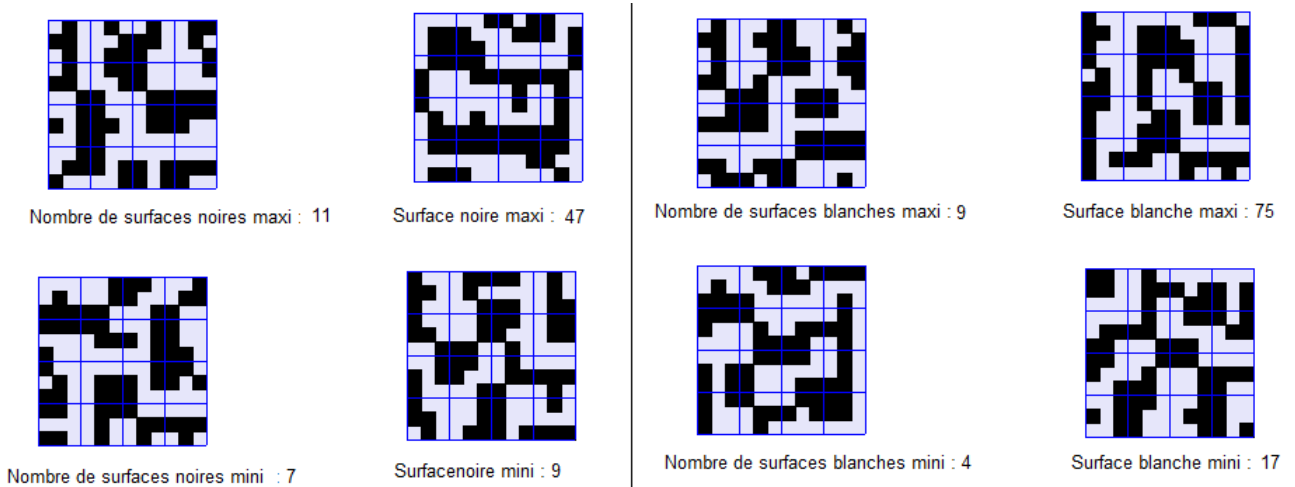 Nombre de surfaces noires maxi : 11
Surface noire maxi : 47
Nombre de surfaces blanches maxi : 9
Surface blanche maxi : 75
Nombre de surfaces noires mini : 7
Surfacenoire mini : 9
Nombre de surfaces blanches mini : 4
Surface blanche mini : 17